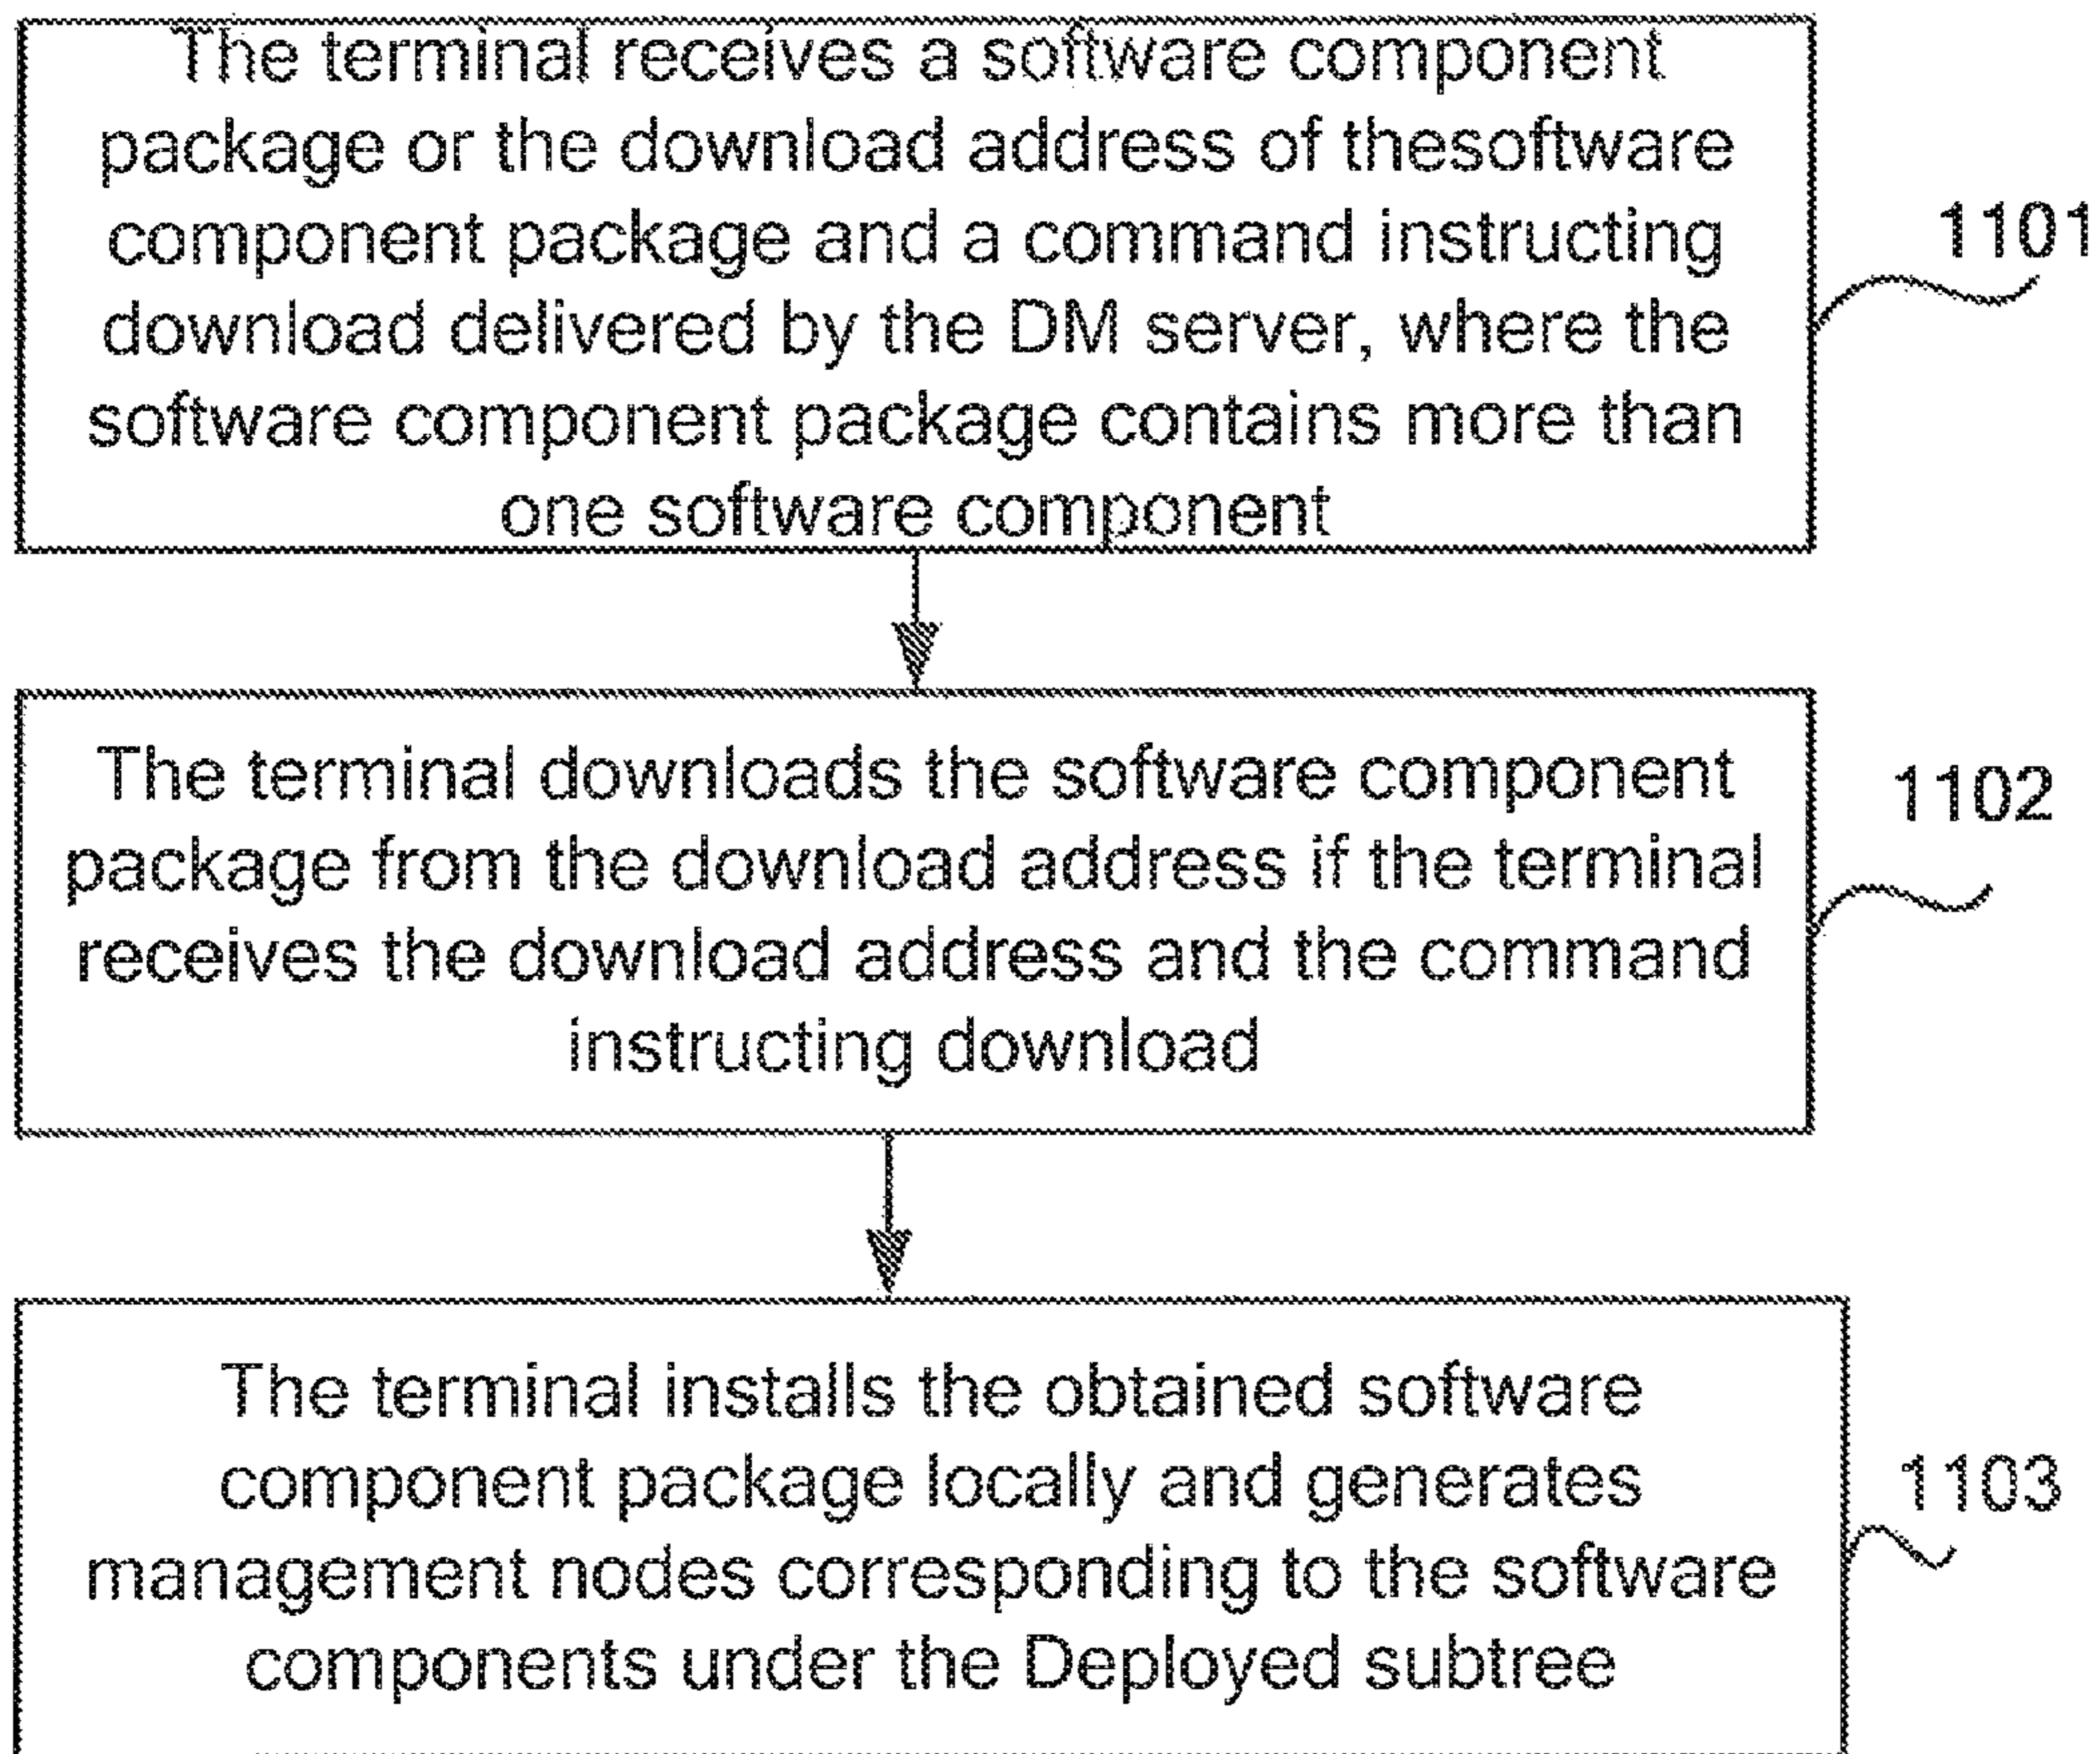 The terminal receives a software component
package or the download address of thesoftware
component package and a command instructing
download delivered by the DM server, where the
software component package contains more than
one software component
1101
The terminal downloads the software component
package from the download address if the terminal
receives the download address and the command
instructing download
1102
The terminal installs the obtained software
component package locally and generates
management nodes corresponding to the software
components under the Deployed subtree
1103